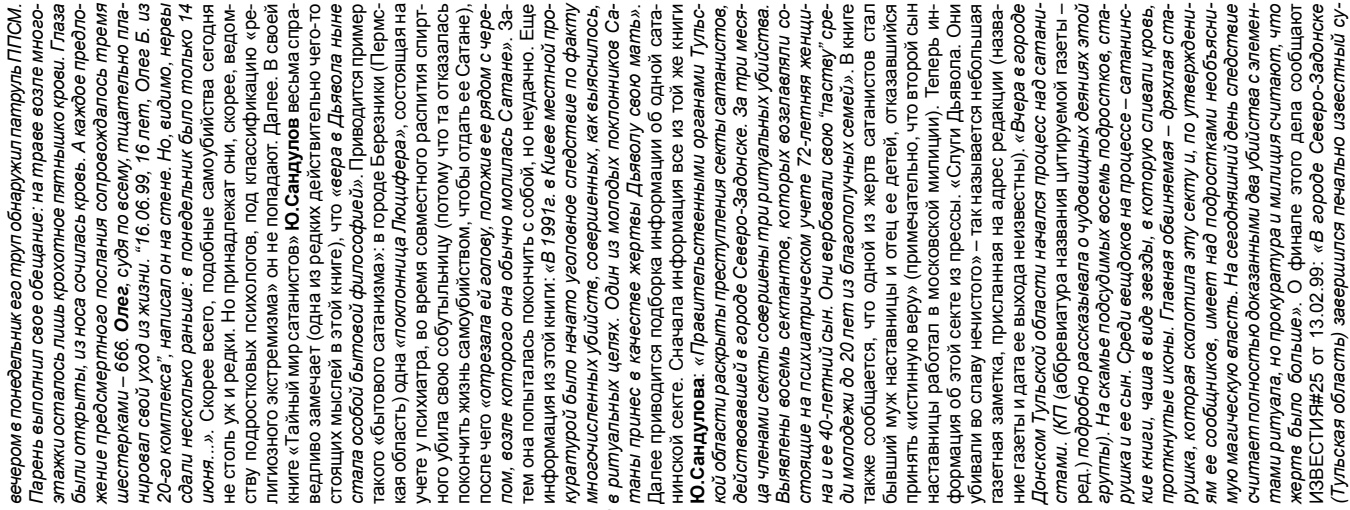 вечером в понедельник его труп обнаружил патруль ППСМ.
Парень выполнил свое обещание: на траве возле много-
этажки осталось лишь крохотное пятнышко крови. Глаза
были открыты, из носа сочилась кровь. А каждое предло-
жение предсмертного послания сопровождалось тремя
шестерками – 666. Олег, судя по всему, тщательно пла-
нировал свой уход из жизни. "16.06.99, 16 лет, Олег Б. из
20-го комплекса", написал он на стене. Но, видимо, нервы
сдали несколько раньше: в понедельник было только 14
июня...». Скорее всего, подобные самоубийства сегодня
не столь уж и редки. Но принадлежат они, скорее, ведом-
ству подростковых психологов, под классификацию «ре-
лигиозного экстремизма» он не попадают. Далее. В своей
книге «Тайный мир сатанистов» Ю.Сандулов весьма спра-
ведливо замечает (одна из редких действительно чего-то
стоящих мыслей в этой книге), что «вера в Дьявола ныне
стала особой бытовой философией». Приводится пример
такого «бытового сатанизма»: в городе Березники (Пермс-
кая область) одна «поклонница Люцифера», состоящая на
учете у психиатра, во время совместного распития спирт-
ного убила свою собутыльницу (потому что та отказалась
покончить жизнь самоубийством, чтобы отдать ее Сатане),
после чего «отрезала ей голову, положив ее рядом с чере-
пом, возле которого она обычно молилась Сатане». За-
тем она попыталась покончить с собой, но неудачно. Еще
информация из этой книги: «В 1991г. в Киеве местной про-
куратурой было начато уголовное следствие по факту
многочисленных убийств, совершенных, как выяснилось,
в ритуальных целях. Один из молодых поклонников Са-
таны принес в качестве жертвы Дьяволу свою мать».
Далее приводится подборка информации об одной сата-
нинской секте. Сначала информация все из той же книги
Ю.Сандулова: «Правительственными органами Тульс-
кой области раскрыты преступления секты сатанистов,
действовавшей в городе Северо-Задонске. За три меся-
ца членами секты совершены три ритуальных убийства.
Выявлены восемь сектантов, которых возглавляли со-
стоящие на психиатрическом учете 72-летняя женщи-
на и ее 40-летний сын. Они вербовали свою "паству" сре-
ди молодежи до 20 лет из благополучных семей». В книге
также сообщается, что одной из жертв сатанистов стал
бывший муж наставницы и отец ее детей, отказавшийся
принять «истинную веру» (примечательно, что второй сын
наставницы работал в московской милиции). Теперь ин-
формация об этой секте из прессы. «Слуги Дьявола. Они
убивали во славу нечистого» – так называется небольшая
газетная заметка, присланная на адрес редакции (назва-
ние газеты и дата ее выхода неизвестны). «Вчера в городе
Донском Тульской области начался процесс над сатани-
стами. (КП (аббревиатура названия цитируемой газеты –
ред.) подробно рассказывала о чудовищных деяниях этой
группы). На скамье подсудимых восемь подростков, ста-
рушка и ее сын. Среди вещдоков на процессе – сатанинс-
кие книги, чаша в виде звезды, в которую сливали кровь,
проткнутые иконы. Главная обвиняемая – дряхлая ста-
рушка, которая сколотила эту секту и, по утверждени-
ям ее сообщников, имеет над подростками необъясни-
мую магическую власть. На сегодняшний день следствие
считает полностью доказанными два убийства с элемен-
тами ритуала, но прокуратура и милиция считают, что
жертв было больше». О финале этого дела сообщают
ИЗВЕСТИЯ#25 от 13.02.99: «В городе Северо-Задонске
(Тульская область) завершился печально известный су-